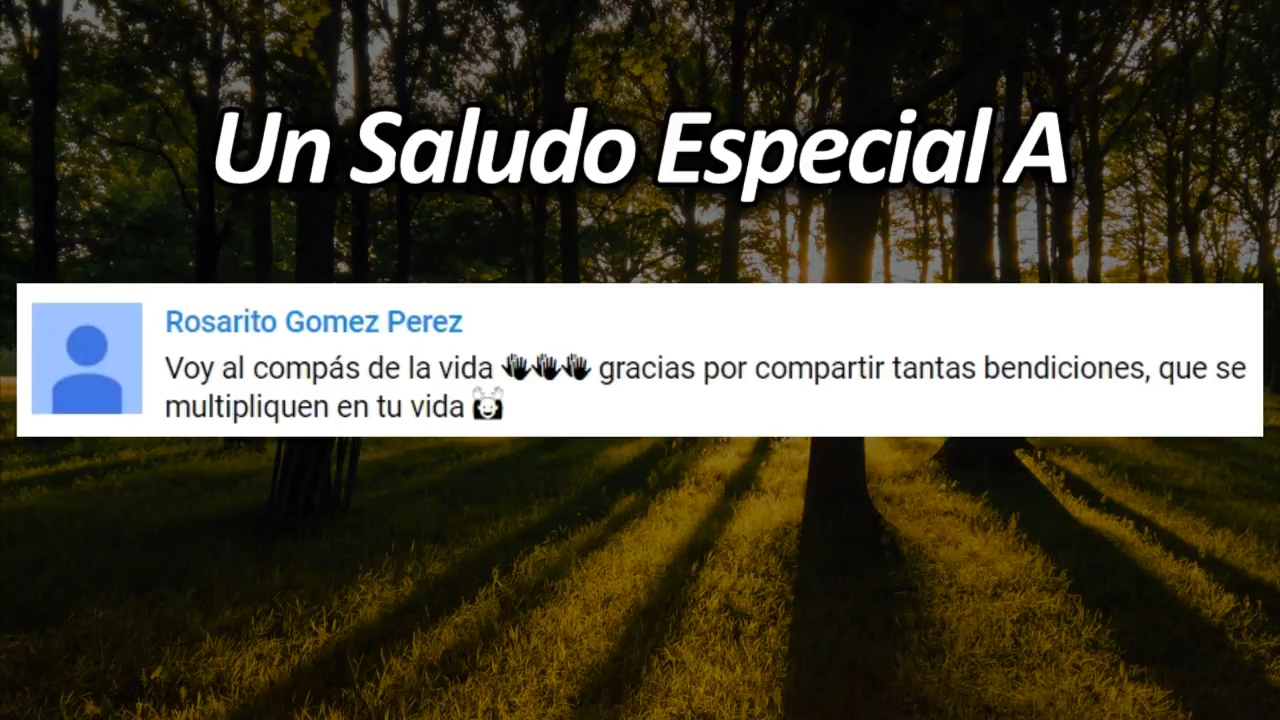 Un Saludo Especial A
Rosarito Gomez Perez
Voy al compás de la vida 👋👋👋 gracias por compartir tantas bendiciones, que se
multipliquen en tu vida 🙌